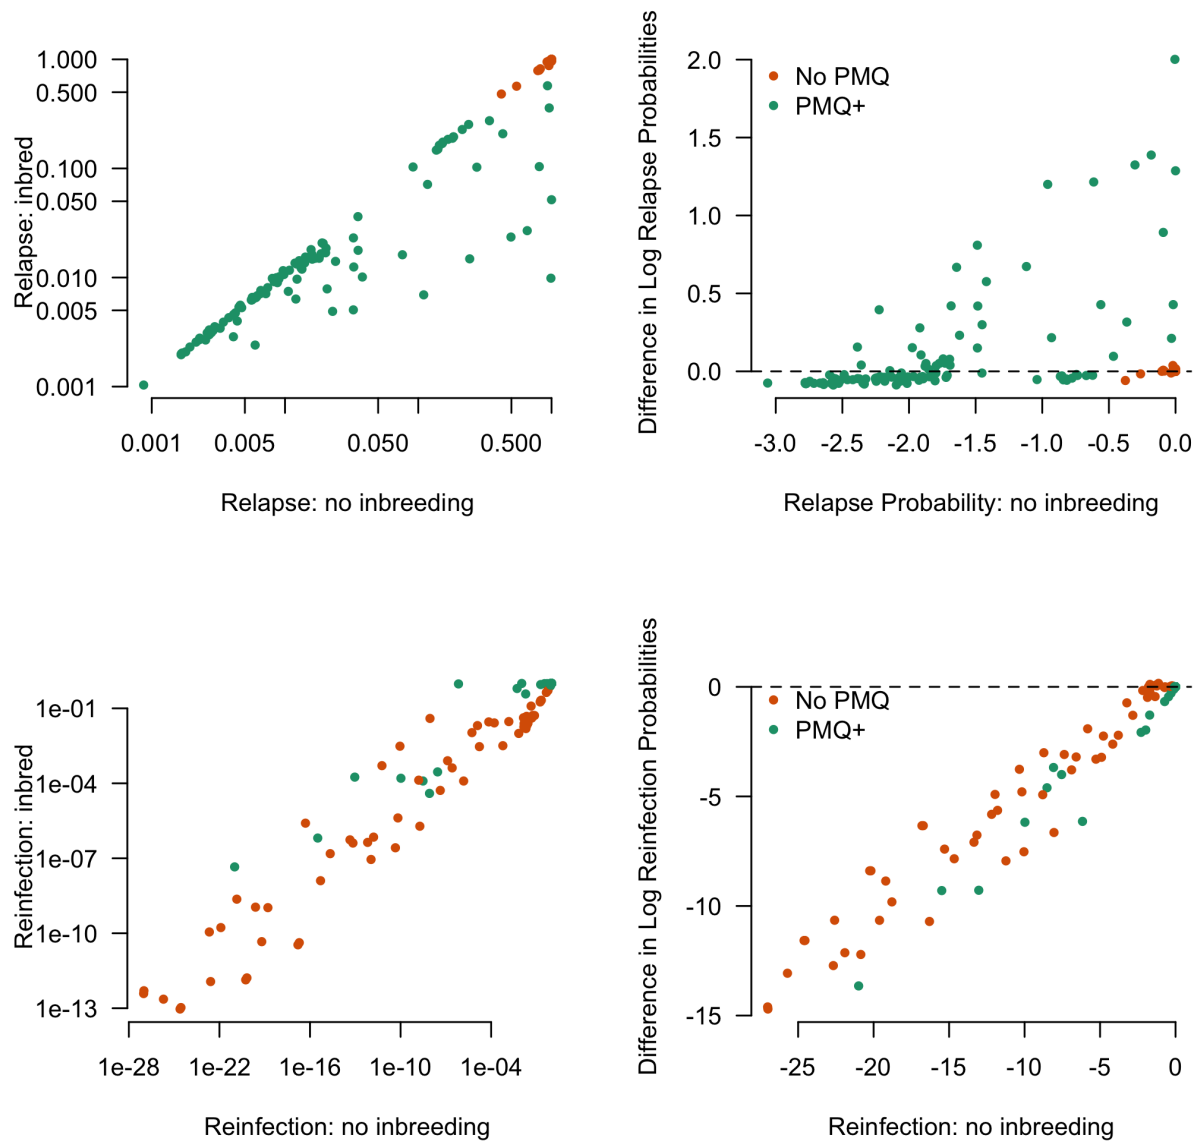 Relapse: inbred
1.000
0.500
0.100
0.050
0.010
0.005
0.001
0.001
0.005
0.050
0.500
Relapse: no inbreeding
Difference in Log Relapse Probabilities
2.0
1.5
1.0
0.5
0.0
No PMQ
PMQ+
-3.0
-2.5
-2.0
-1.5
-1.0
-0.5
0.0
Relapse Probability: no inbreeding
Reinfection: inbred
1e-01
1e-04
1e-07
1e-10
1e-13
1e-28
1e-22
1e-16
1e-10
1e-04
Reinfection: no inbreeding
Difference in Log Reinfection Probabilities
0
-5
-10
-15
No PMQ
PMQ+
-25
-20
-15
-10
-5
0
Reinfection: no inbreeding